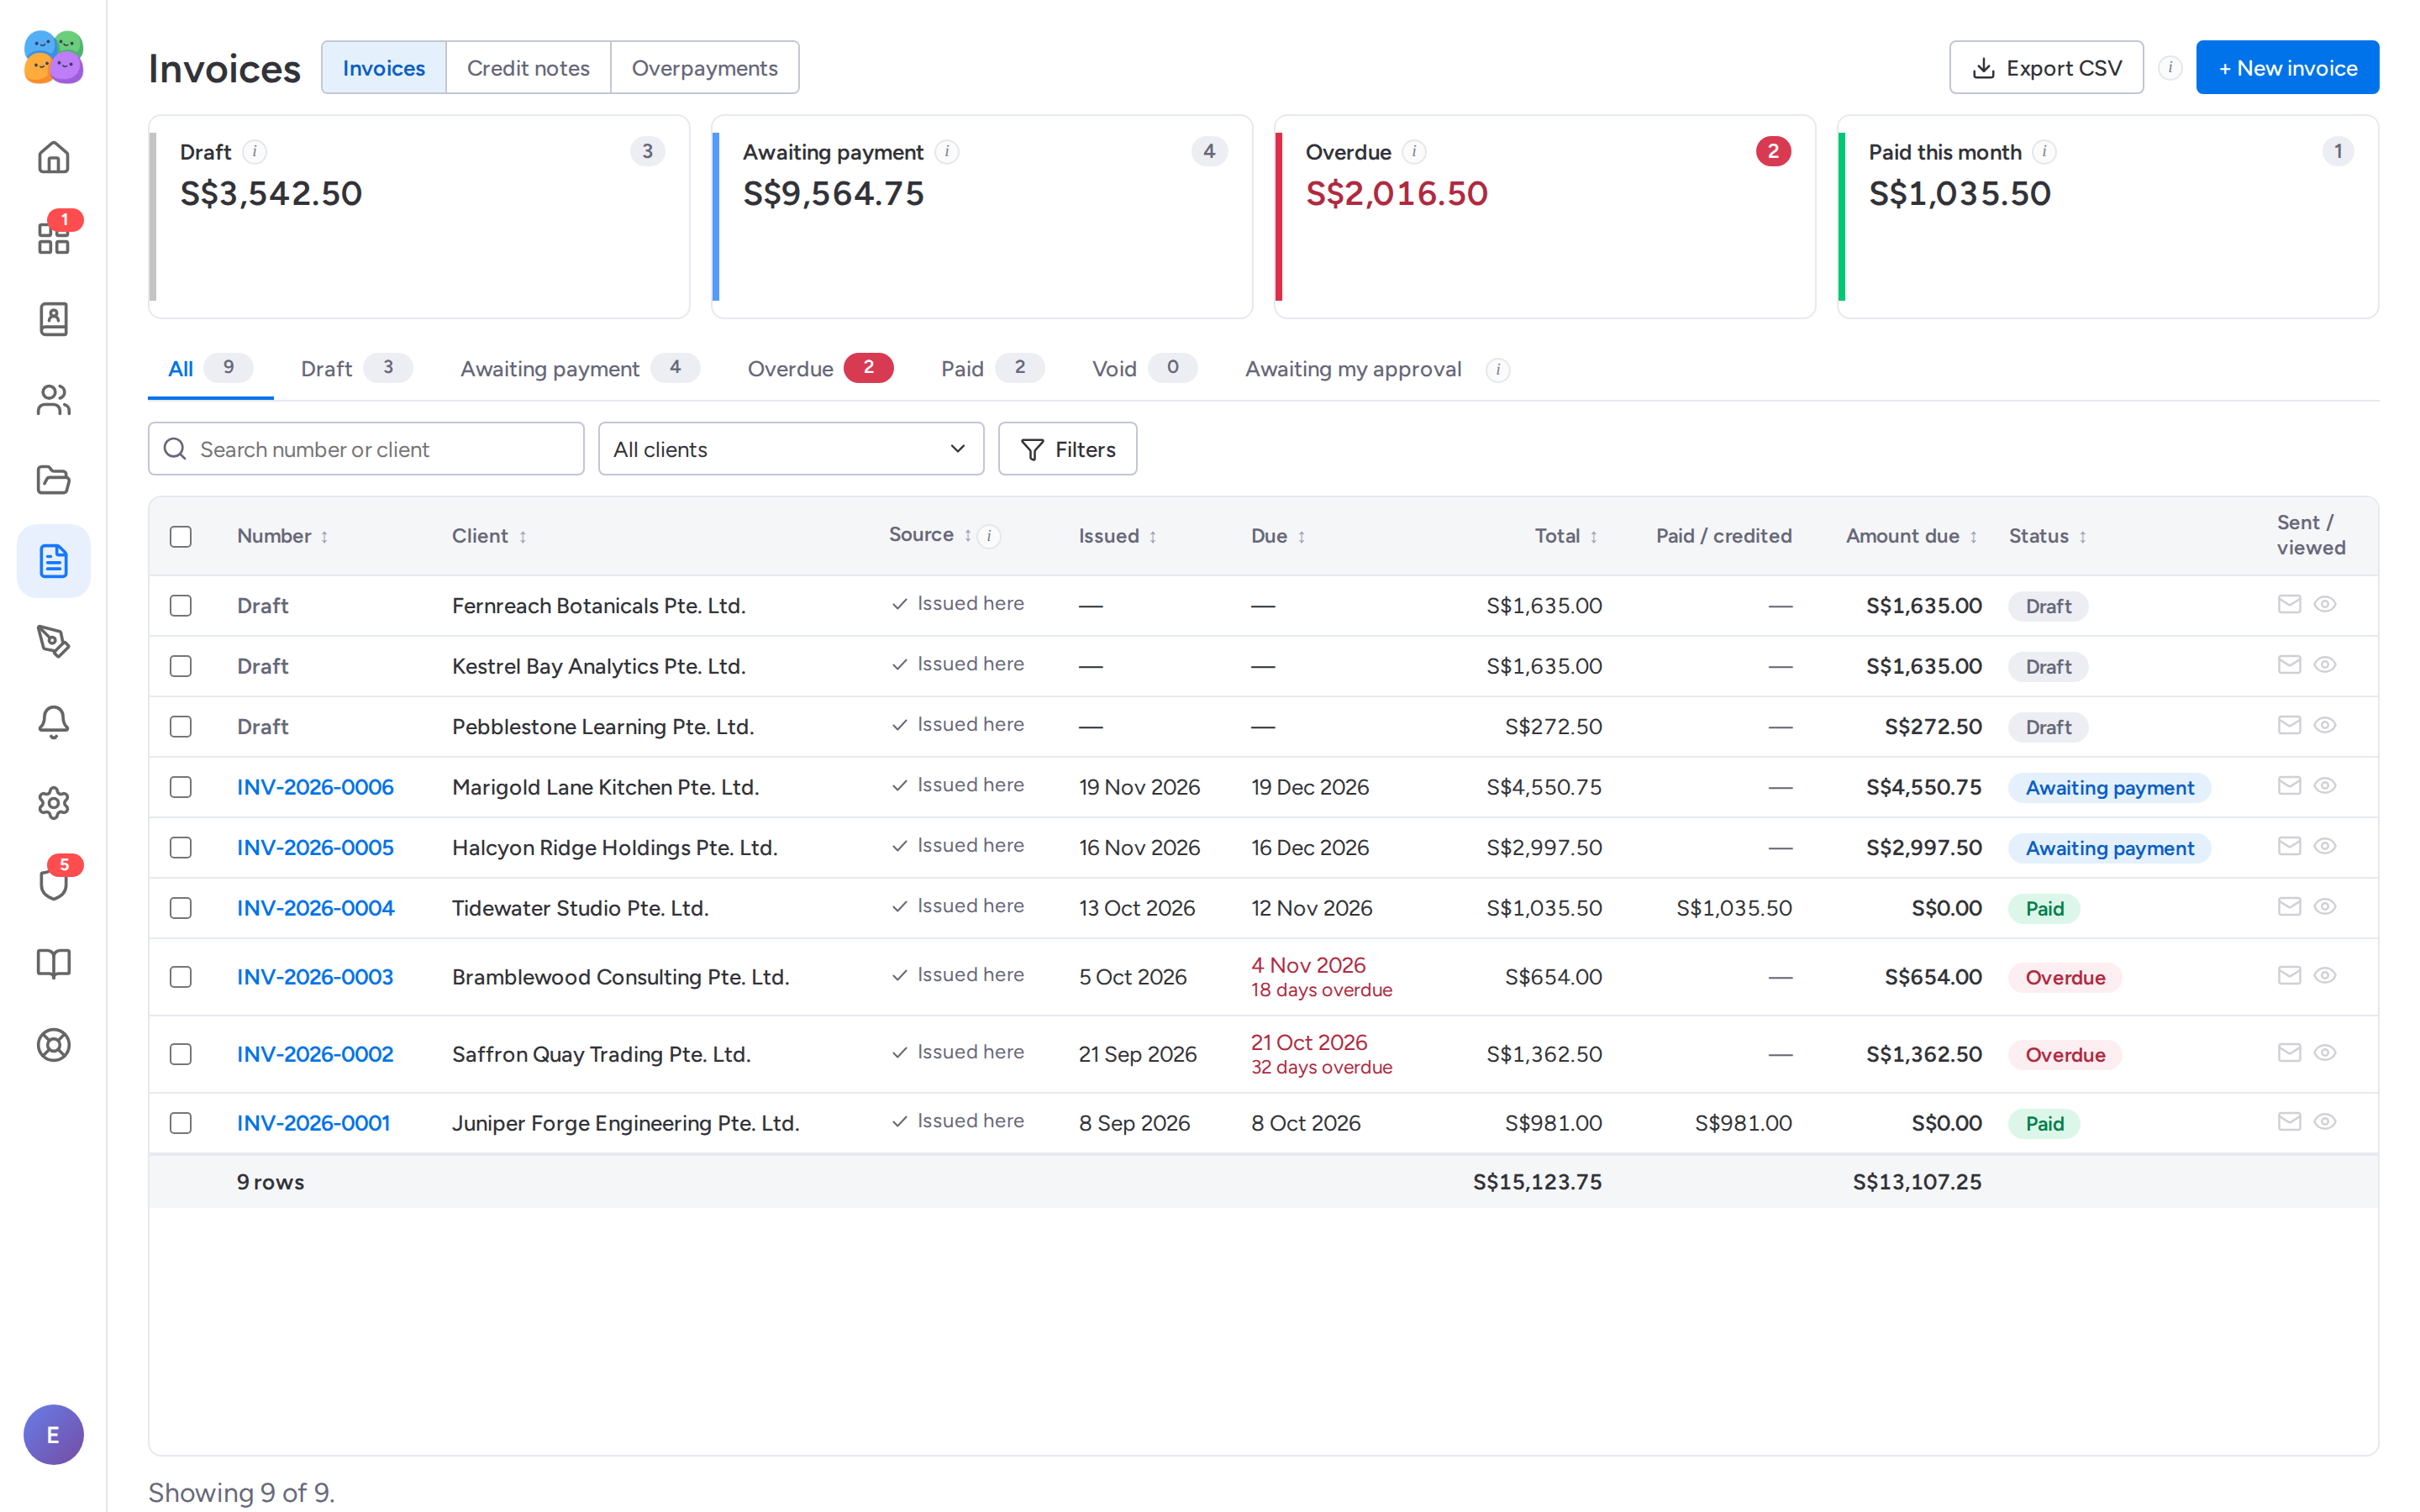 Invoices
Invoices Credit notes Overpayments
Export CSV i + New invoice
Draft i 3
S$3,542.50
Awaiting payment i 4
S$9,564.75
Overdue i 2
S$2,016.50
Paid this month i 1
S$1,035.50
1
5
E
All 9 Draft 3 Awaiting payment 4 Overdue 2 Paid 2 Void 0 Awaiting my approval i
Search number or client All clients Filters
Number ↕ Client ↕ Source ↕ i Issued ↕ Due ↕ Total ↕ Paid / credited Amount due ↕ Status ↕ Sent / viewed
Draft Fernreach Botanicals Pte. Ltd. ✓ Issued here — — S$1,635.00 — S$1,635.00 Draft
Draft Kestrel Bay Analytics Pte. Ltd. ✓ Issued here — — S$1,635.00 — S$1,635.00 Draft
Draft Pebblestone Learning Pte. Ltd. ✓ Issued here — — S$272.50 — S$272.50 Draft
INV-2026-0006 Marigold Lane Kitchen Pte. Ltd. ✓ Issued here 19 Nov 2026 19 Dec 2026 S$4,550.75 — S$4,550.75 Awaiting payment
INV-2026-0005 Halcyon Ridge Holdings Pte. Ltd. ✓ Issued here 16 Nov 2026 16 Dec 2026 S$2,997.50 — S$2,997.50 Awaiting payment
INV-2026-0004 Tidewater Studio Pte. Ltd. ✓ Issued here 13 Oct 2026 12 Nov 2026 S$1,035.50 S$1,035.50 S$0.00 Paid
INV-2026-0003 Bramblewood Consulting Pte. Ltd. ✓ Issued here 5 Oct 2026 4 Nov 2026 18 days overdue S$654.00 — S$654.00 Overdue
INV-2026-0002 Saffron Quay Trading Pte. Ltd. ✓ Issued here 21 Sep 2026 21 Oct 2026 32 days overdue S$1,362.50 — S$1,362.50 Overdue
INV-2026-0001 Juniper Forge Engineering Pte. Ltd. ✓ Issued here 8 Sep 2026 8 Oct 2026 S$981.00 S$981.00 S$0.00 Paid
9 rows S$15,123.75 S$13,107.25
Showing 9 of 9.